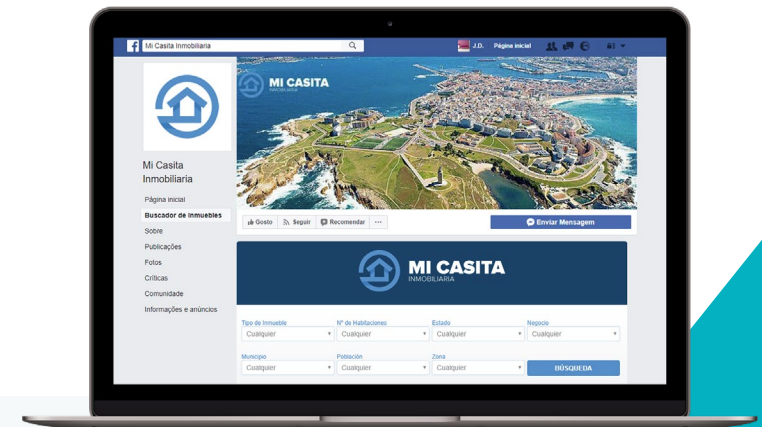 Mi Casita Inmobiliaria
J.D.
Página inicial
MI CASITA
INMOBILIARIA
Mi Casita
Inmobiliaria
Página inicial
Buscador de Inmuebles
Sobre
Publicações
Fotos
Críticas
Comunidade
Informações e anúncios
Gosto Seguir Recomendar ···
Enviar Mensagem
MI CASITA
INMOBILIARIA
Tipo de Inmueble Nº de Habitaciones Estado Negocio
Cualquier Cualquier Cualquier Cualquier
Municipio Población Zona
Cualquier Cualquier Cualquier BÚSQUEDA